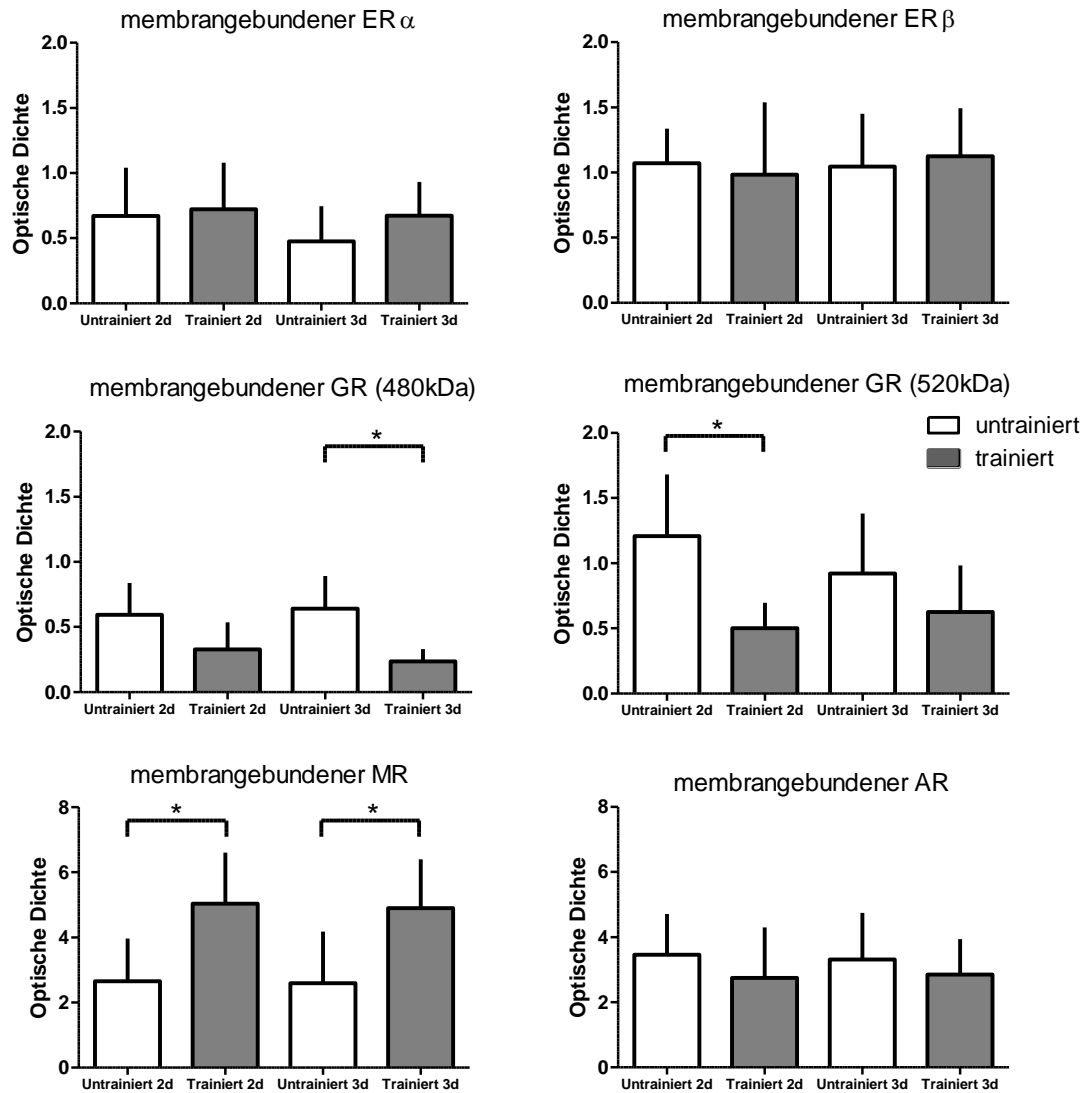 membrangebundener ER α
2.0
1.5
1.0
0.5
0.0
Optische Dichte
Untrainiert 2d Trainiert 2d Untrainiert 3d Trainiert 3d
membrangebundener ER β
2.0
1.5
1.0
0.5
0.0
Optische Dichte
Untrainiert 2d Trainiert 2d Untrainiert 3d Trainiert 3d
membrangebundener GR (480kDa)
2.0
1.5
1.0
0.5
0.0
Optische Dichte
*
Untrainiert 2d Trainiert 2d Untrainiert 3d Trainiert 3d
membrangebundener GR (520kDa)
2.0
1.5
1.0
0.5
0.0
Optische Dichte
*
untrainiert
trainiert
Untrainiert 2d Trainiert 2d Untrainiert 3d Trainiert 3d
membrangebundener MR
8
6
4
2
0
Optische Dichte
* *
Untrainiert 2d Trainiert 2d Untrainiert 3d Trainiert 3d
membrangebundener AR
8
6
4
2
0
Optische Dichte
Untrainiert 2d Trainiert 2d Untrainiert 3d Trainiert 3d